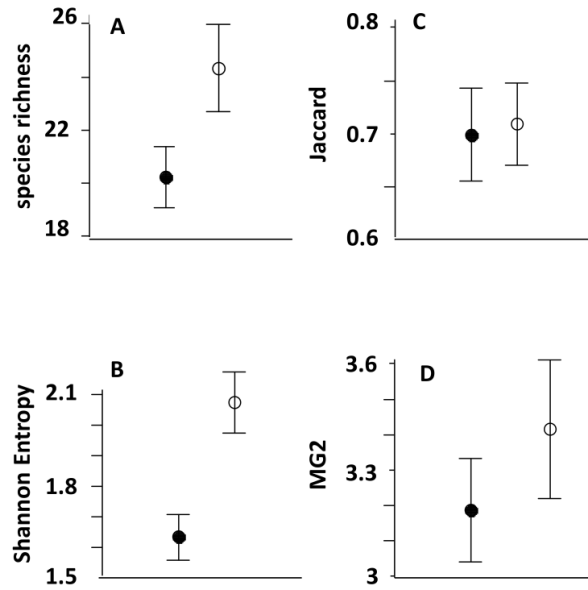 A
species richness
26
22
18
C
Jaccard
0.8
0.7
0.6
B
Shannon Entropy
2.1
1.8
1.5
D
MG2
3.6
3.3
3